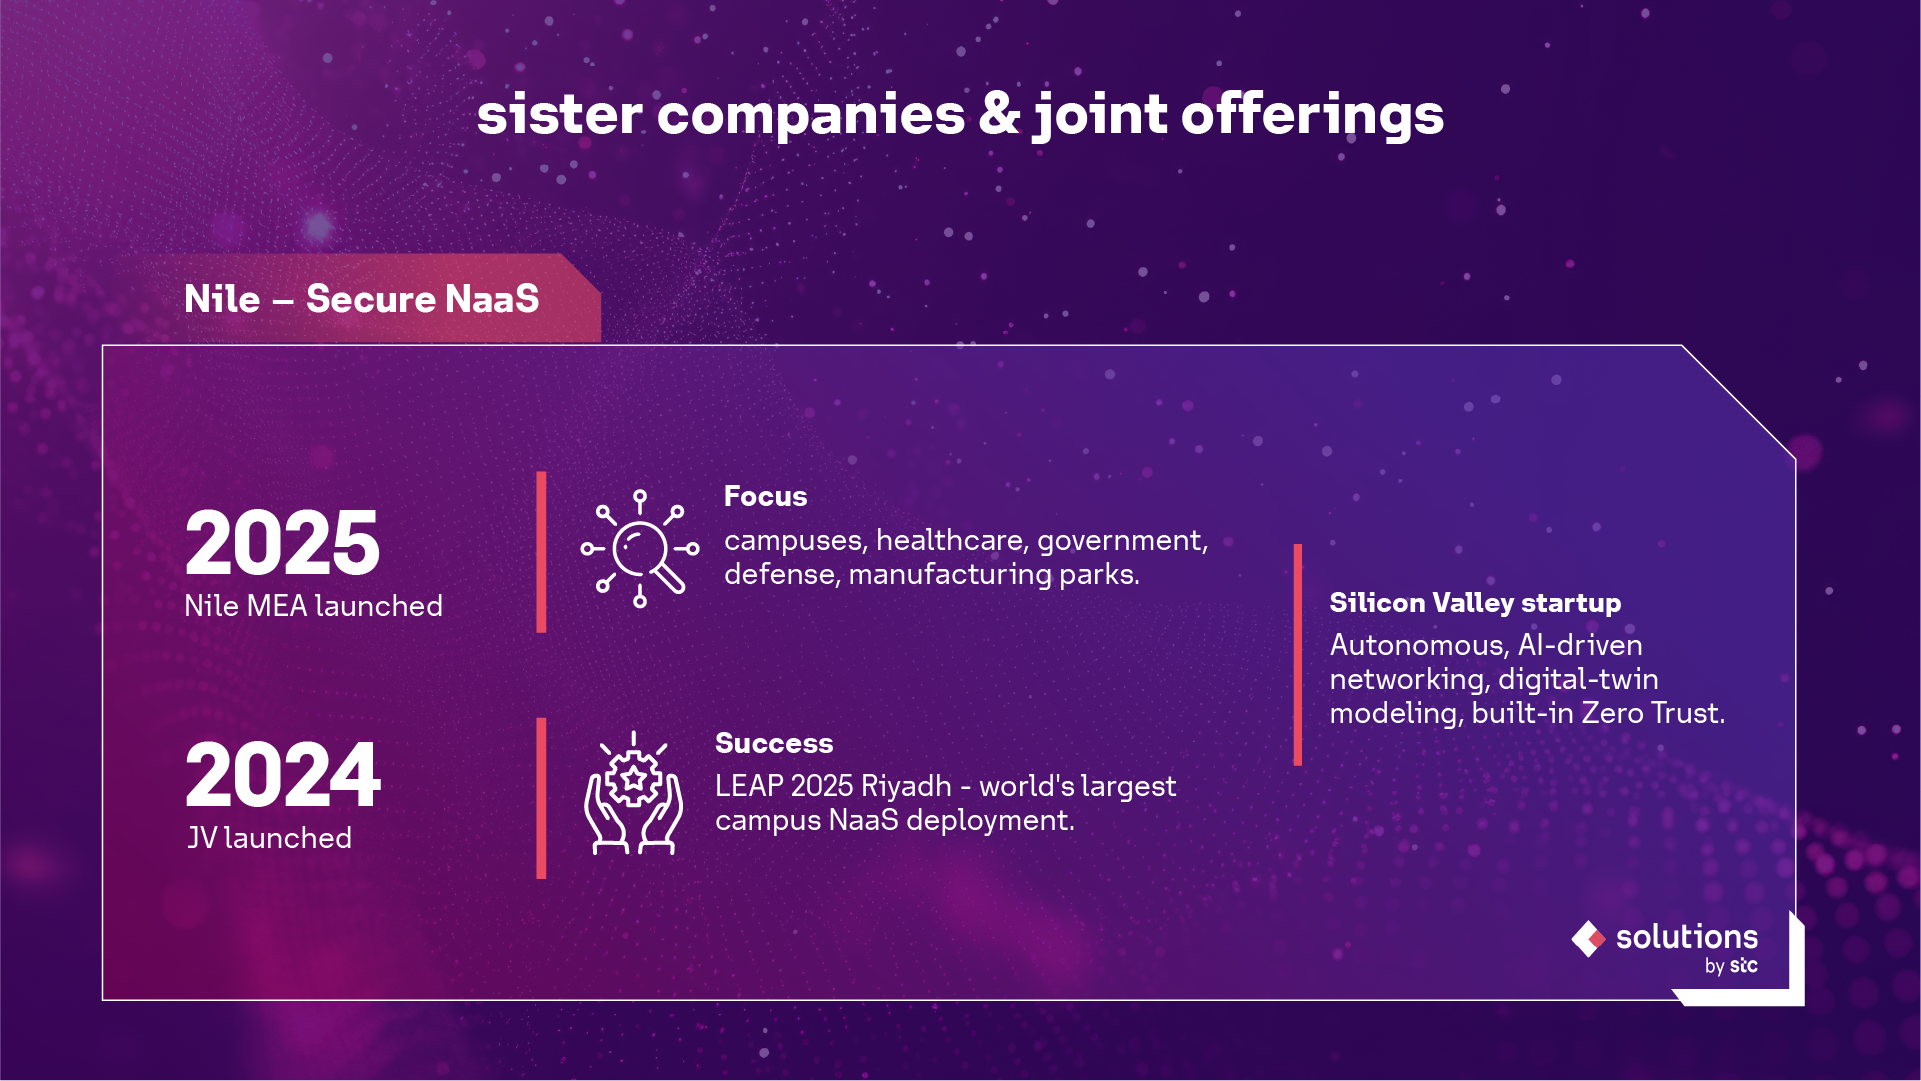 sister companies & joint offerings
Nile – Secure NaaS
2025
Nile MEA launched
Focus
campuses, healthcare, government,
defense, manufacturing parks.
2024
JV launched
Success
LEAP 2025 Riyadh - world's largest
campus NaaS deployment.
Silicon Valley startup
Autonomous, AI-driven
networking, digital-twin
modeling, built-in Zero Trust.
solutions
by stc